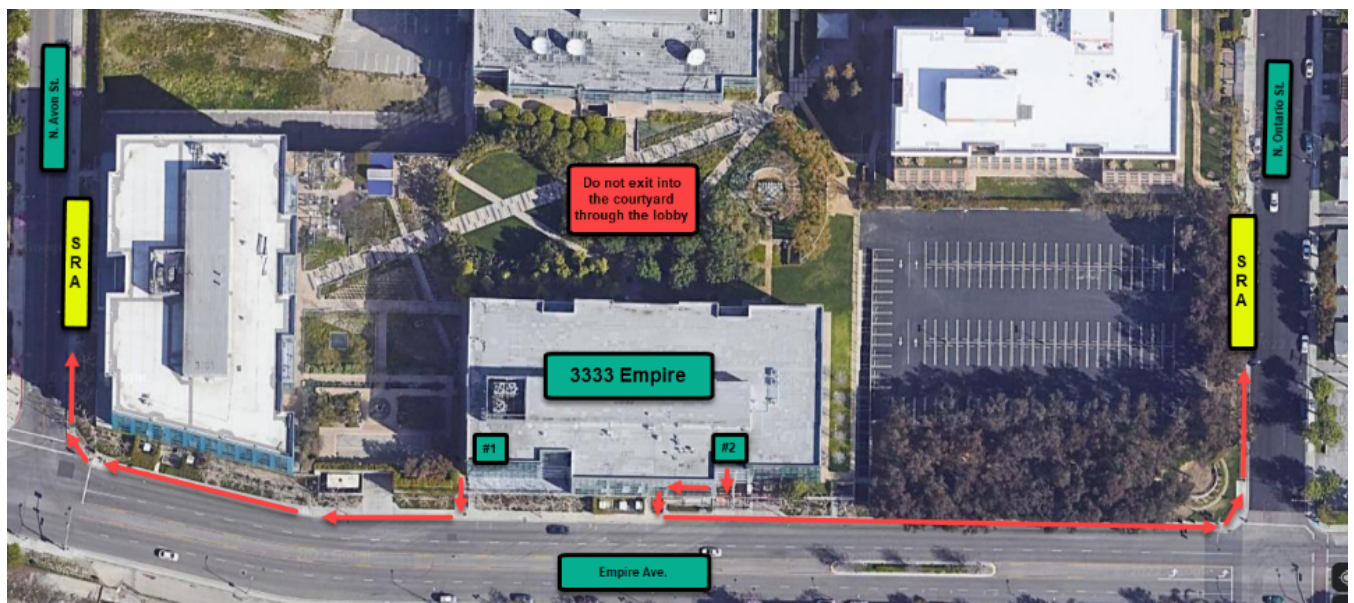 N. Avon St.
N. Ontario St.
Do not exit into
the courtyard
through the lobby
S
R
A
S
R
A
3333 Empire
#1
#2
Empire Ave.